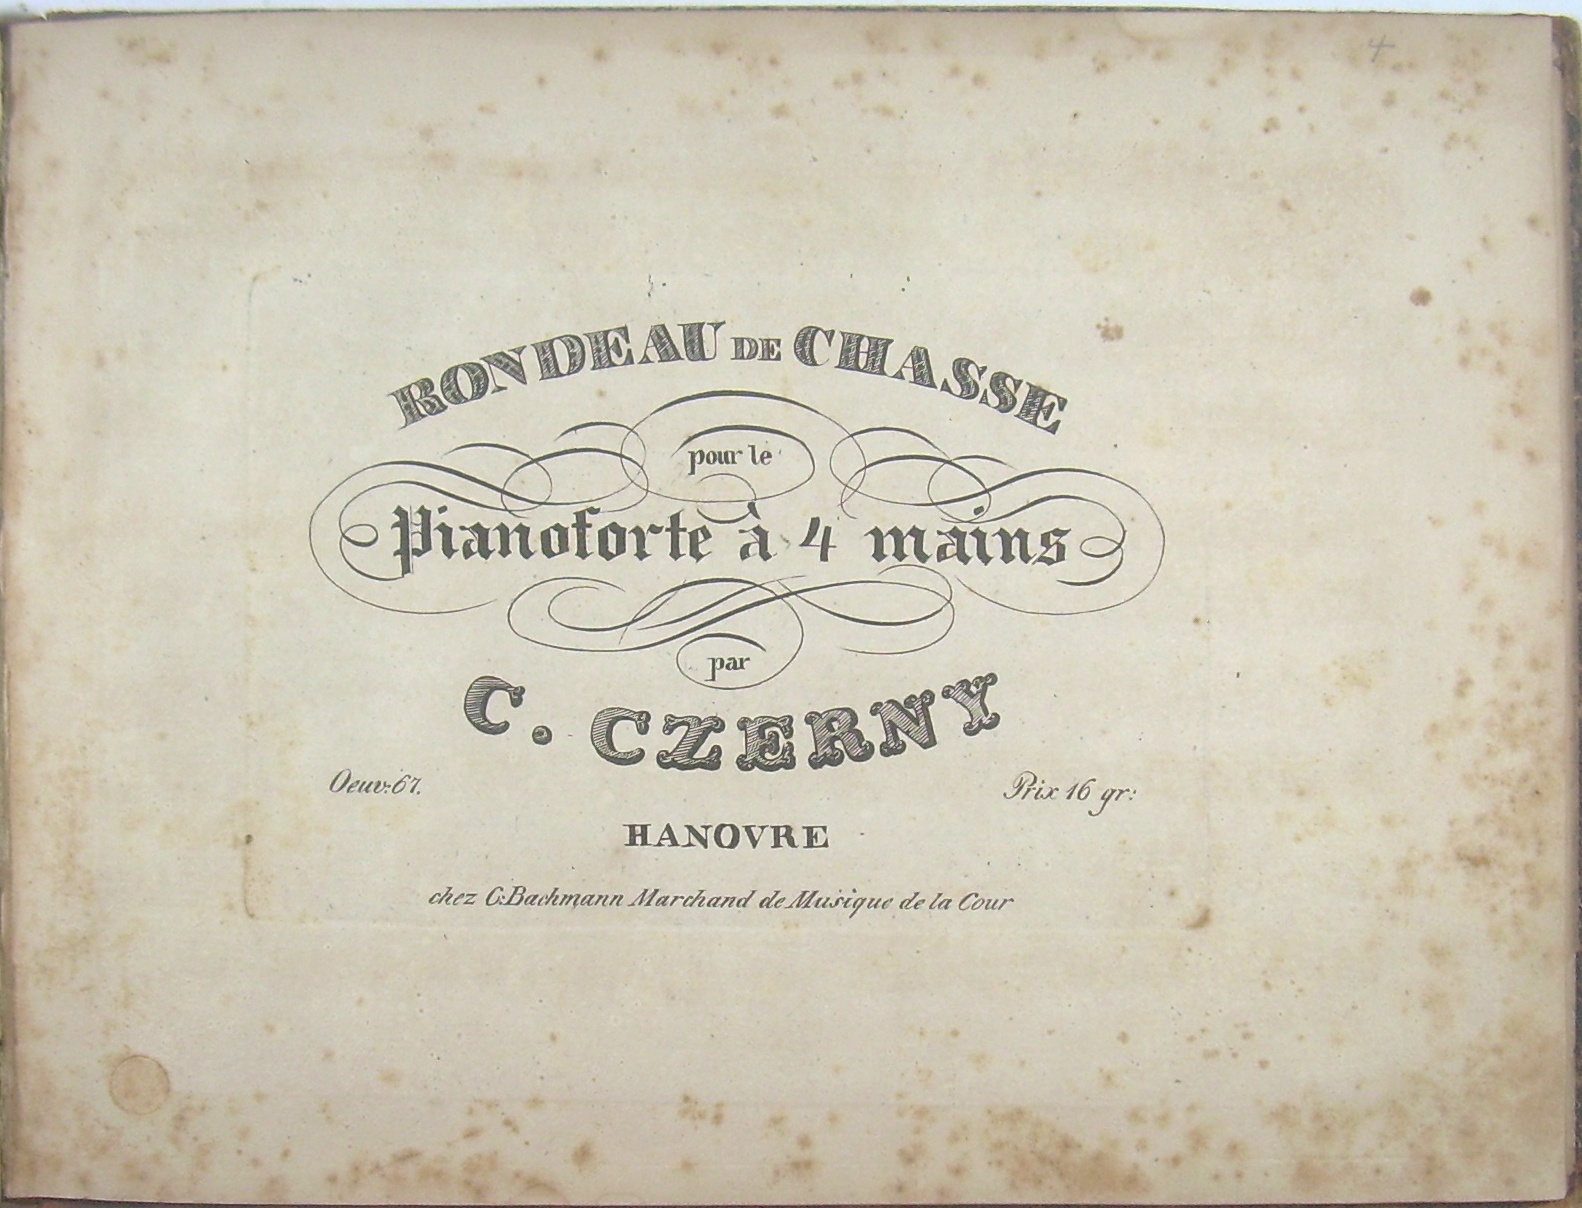 4
RONDEAU DE CHASSE
pour le
Pianoforte à 4 mains
par
C. CZERNY
Oeuv: 67. Prix 16 gr:
HANOVRE
chez C: Bachmann Marchand de Musique de la Cour